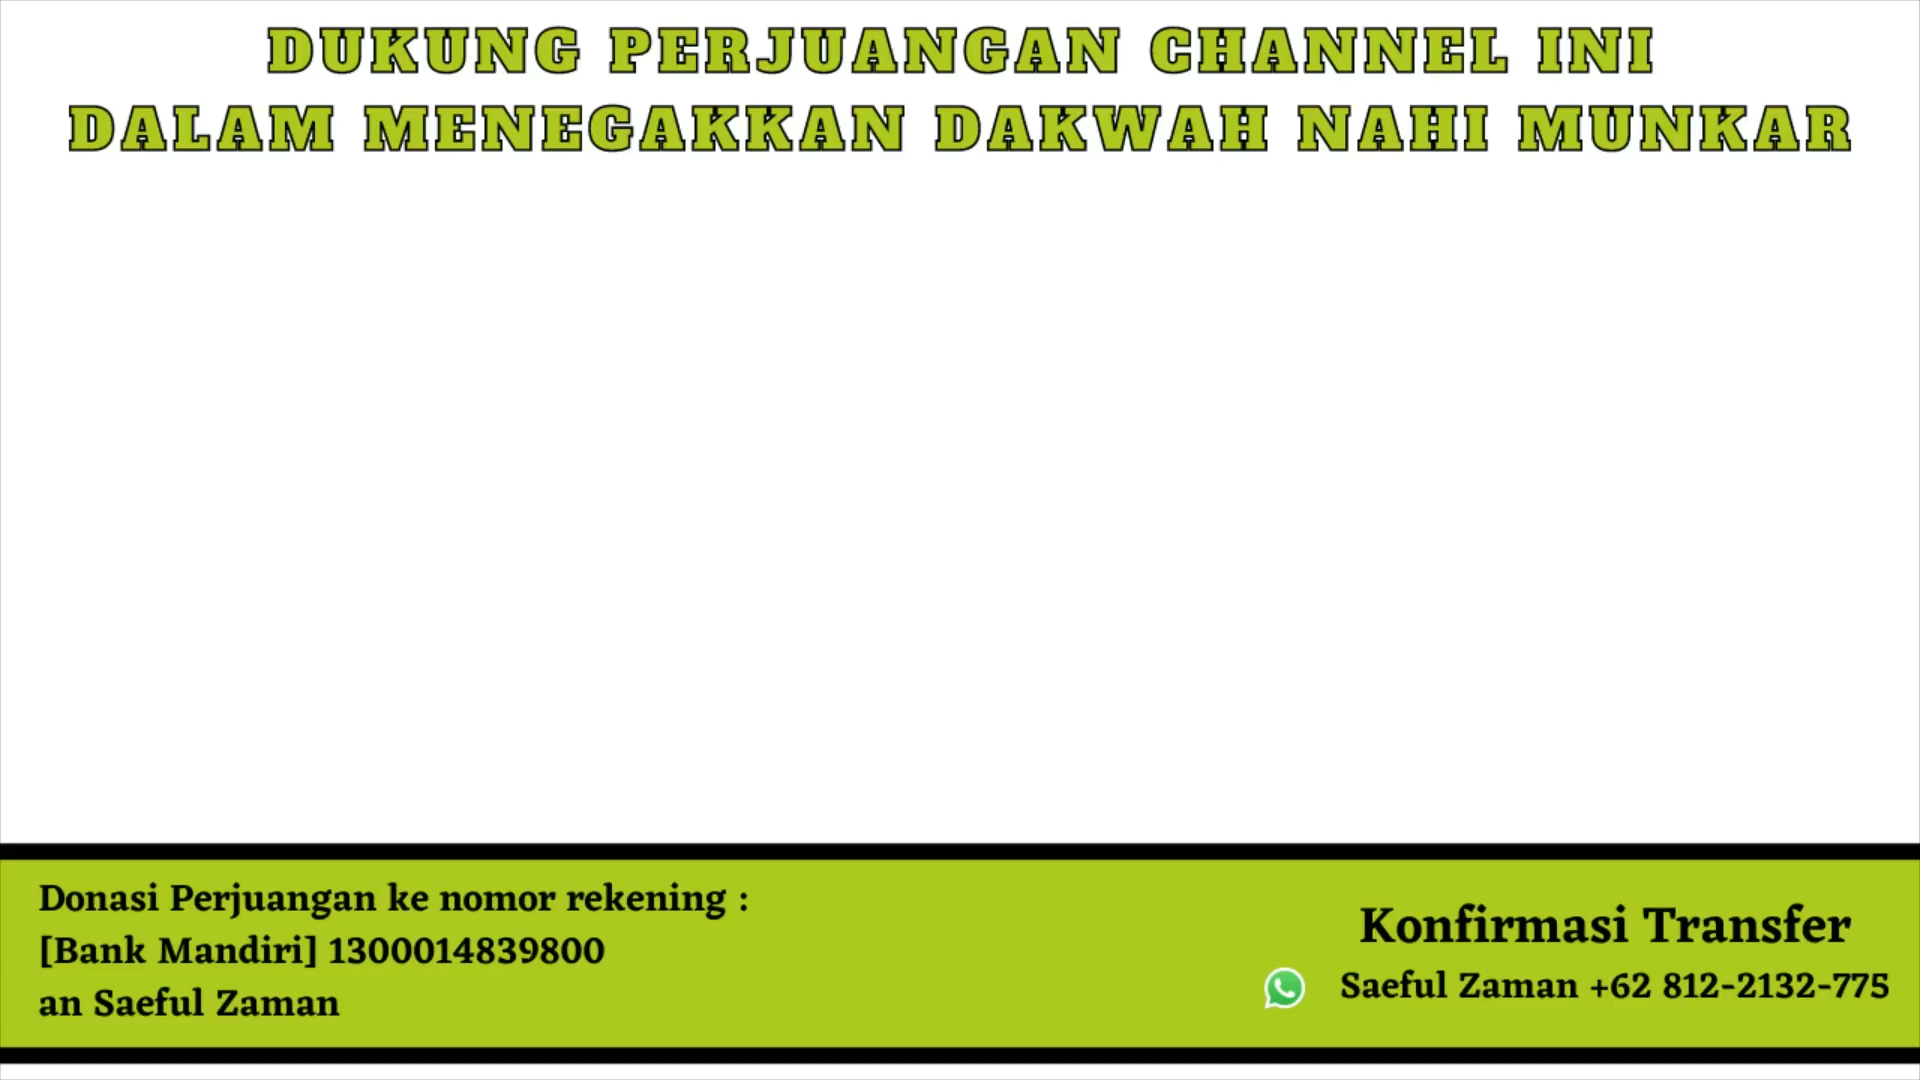 DUKUNG PERJUANGAN CHANNEL INI
DALAM MENEGAKKAN DAKWAH NAHI MUNKAR
Donasi Perjuangan ke nomor rekening :
[Bank Mandiri] 1300014839800
an Saeful Zaman
Konfirmasi Transfer
Saeful Zaman +62 812-2132-775